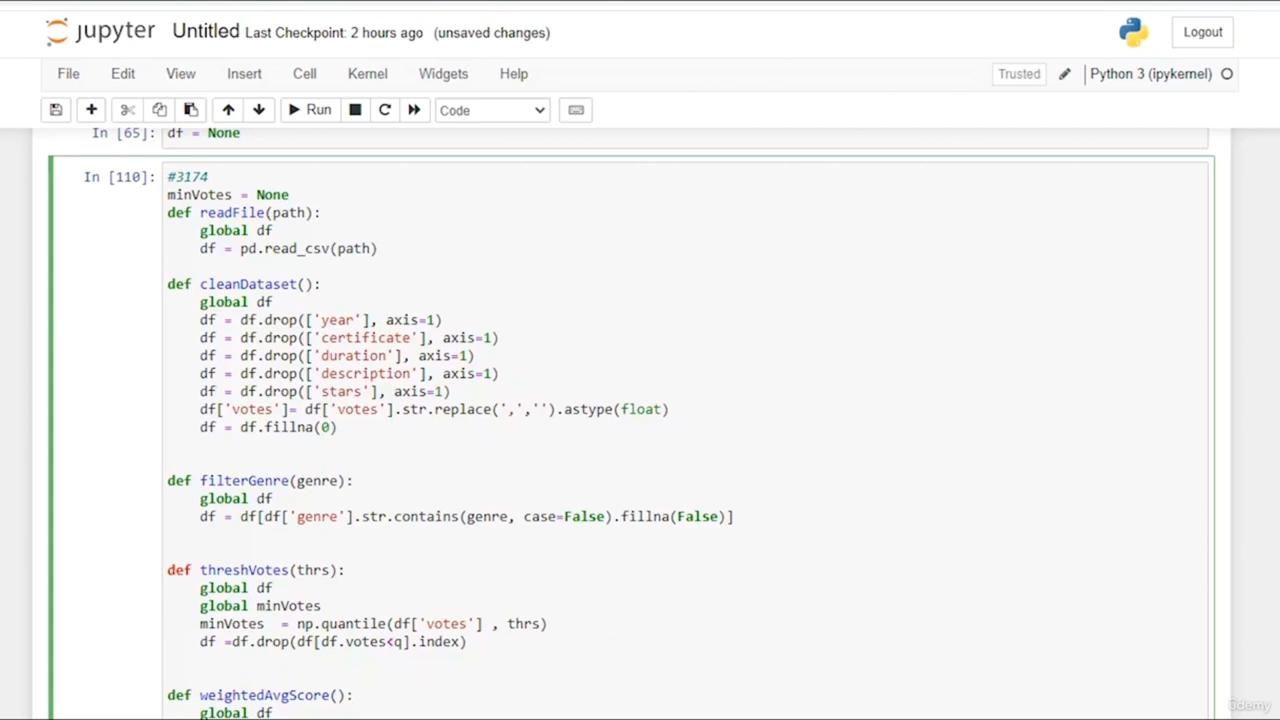 jupyter Untitled Last Checkpoint: 2 hours ago (unsaved changes) Logout
File Edit View Insert Cell Kernel Widgets Help Trusted Python 3 (ipykernel)
Run Code
In [65]: df = None
In [110]: #3174
minVotes = None
def readFile(path):
    global df
    df = pd.read_csv(path)
def cleanDataset():
    global df
    df = df.drop(['year'], axis=1)
    df = df.drop(['certificate'], axis=1)
    df = df.drop(['duration'], axis=1)
    df = df.drop(['description'], axis=1)
    df = df.drop(['stars'], axis=1)
    df['votes']= df['votes'].str.replace(',','').astype(float)
    df = df.fillna(0)
def filterGenre(genre):
    global df
    df = df[df['genre'].str.contains(genre, case=False).fillna(False)]
def threshVotes(thrs):
    global df
    global minVotes
    minVotes  = np.quantile(df['votes'] , thrs)
    df =df.drop(df[df.votes<q].index)
def weightedAvgScore():
    global df
ûdemy